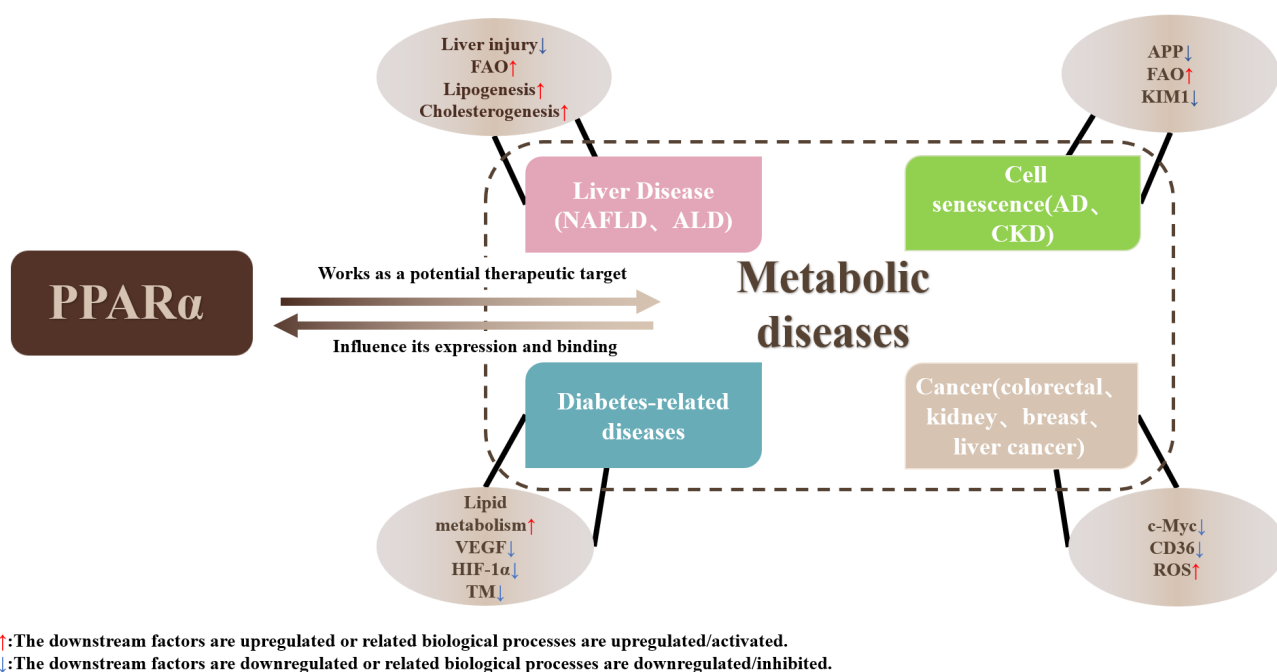 Liver injury↓
FAO↑
Lipogenesis↑
Cholesterogenesis↑
APP↓
FAO↑
KIM1↓
Liver Disease
(NAFLD、ALD)
Cell
senescence(AD、
CKD)
PPARα
Works as a potential therapeutic target
Influence its expression and binding
Metabolic
diseases
Diabetes-related
diseases
Cancer(colorectal、
kidney、breast、
liver cancer)
Lipid
metabolism↑
VEGF↓
HIF-1α↓
TM↓
c-Myc↓
CD36↓
ROS↑
↑:The downstream factors are upregulated or related biological processes are upregulated/activated.
↓:The downstream factors are downregulated or related biological processes are downregulated/inhibited.